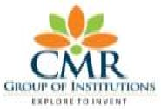 CMR
GROUP OF INSTITUTIONS
EXPLORE TO INVENT